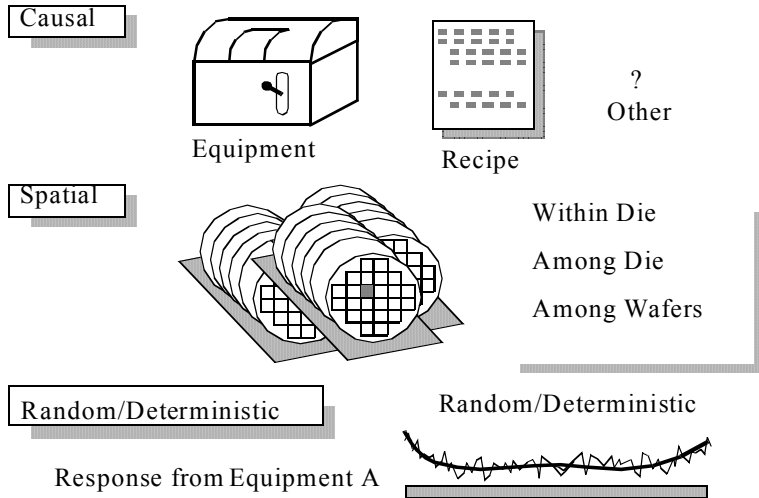 Causal
Equipment
Recipe
?
Other
Spatial
Within Die
Among Die
Among Wafers
Random/Deterministic
Random/Deterministic
Response from Equipment A